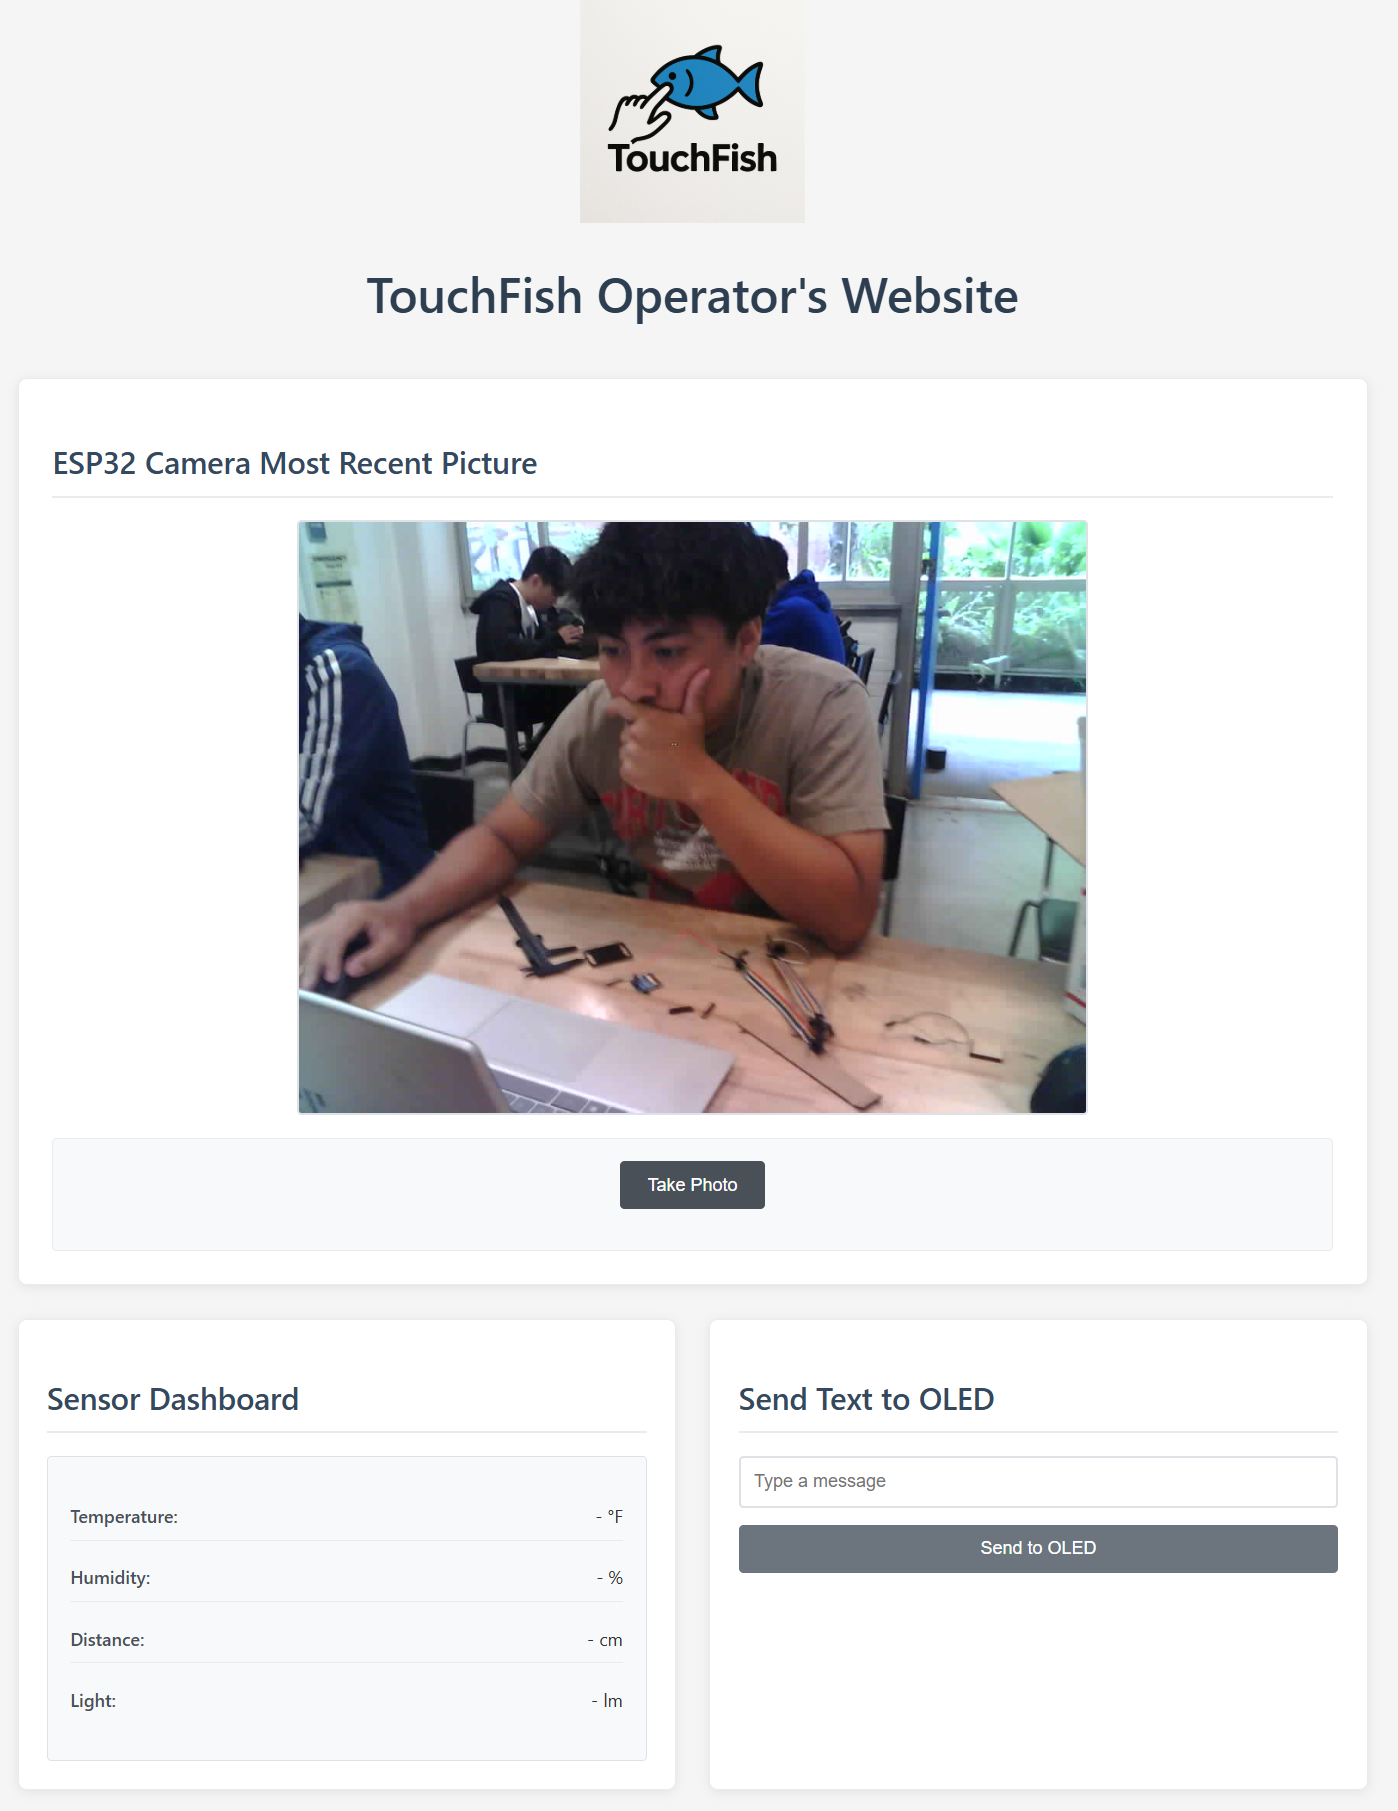 TouchFish
TouchFish Operator's Website
ESP32 Camera Most Recent Picture
Take Photo
Sensor Dashboard
Temperature: - °F
Humidity: - %
Distance: - cm
Light: - lm
Send Text to OLED
Type a message
Send to OLED